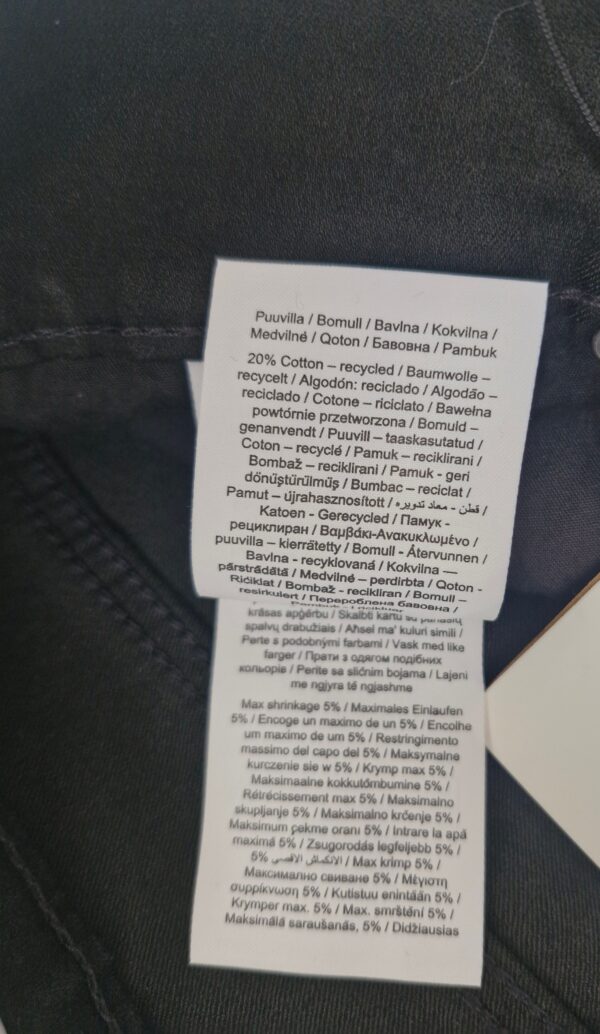 Puuvilla / Bomull / Bavlna / Kokvilna /
Medvilnė / Qoton / Бавовна / Pambuk
20% Cotton – recycled / Baumwolle –
recycelt / Algodón: reciclado / Algodão –
reciclado / Cotone – riciclato / Bawełna
powtórnie przetworzona / Bomuld –
genanvendt / Puuvill – taaskasutatud /
Coton – recyclé / Pamuk – reciklirani /
Bombaž – reciklirani / Pamuk - geri
dönüştürülmüş / Bumbac – reciclat /
Pamut – újrahasznosított / قطن - معاد تدويره /
Katoen - Gerecycled / Памук -
рециклиран / Βαμβάκι-Ανακυκλωμένο /
puuvilla – kierrätetty / Bomull - Återvunnen /
Bavlna - recyklovaná / Kokvilna –
pārstrādātā / Medvilnė – perdirbta / Qoton -
Riċiklat / Bombaž - recikliran / Bomull –
resirkulert / Перероблена бавовна /
krāsas apģērbu / Skalbti kartu su panašių
spalvų drabužiais / Aħsel ma' kuluri simili /
Perte s podobnými farbami / Vask med like
farger / Прати з одягом подібних
кольорів / Perite sa sličnim bojama / Lajeni
me ngjyra të ngjashme
Max shrinkage 5% / Maximales Einlaufen
5% / Encoge un maximo de un 5% / Encolhe
um maximo de um 5% / Restringimento
massimo del capo del 5% / Maksymalne
kurczenie sie w 5% / Krymp max 5% /
Maksimaalne kokkutõmbumine 5% /
Rétrécissement max 5% / Maksimalno
skupljanje 5% / Maksimalno krčenje 5% /
Maksimum çekme oranı 5% / Intrare la apă
maximă 5% / Zsugorodás legfeljebb 5% /
الانكماش الأقصى 5% / Max krimp 5% /
Максимално свиване 5% / Μέγιστη
συρρίκνωση 5% / Kutistuu enintään 5% /
Krymper max. 5% / Max. smrštění 5% /
Maksimālā saraušanās, 5% / Didžiausias